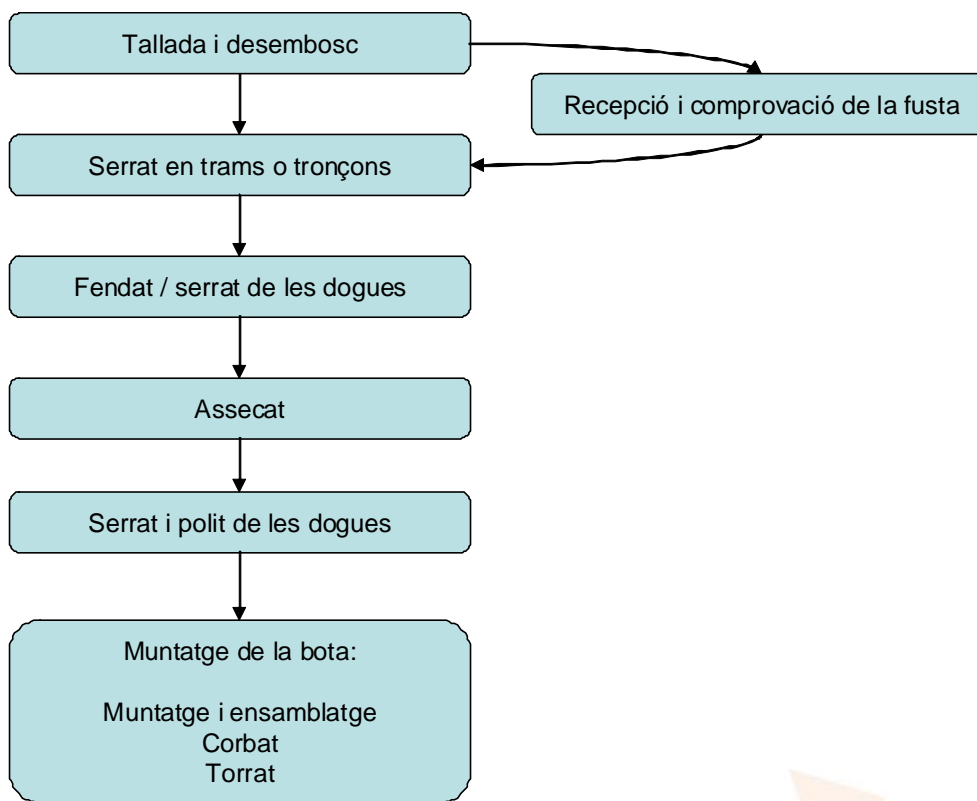 Tallada i desembosc
Recepció i comprovació de la fusta
Serrat en trams o tronçons
Fendat / serrat de les dogues
Assecat
Serrat i polit de les dogues
Muntatge de la bota:
Muntatge i ensamblatge
Corbat
Torrat